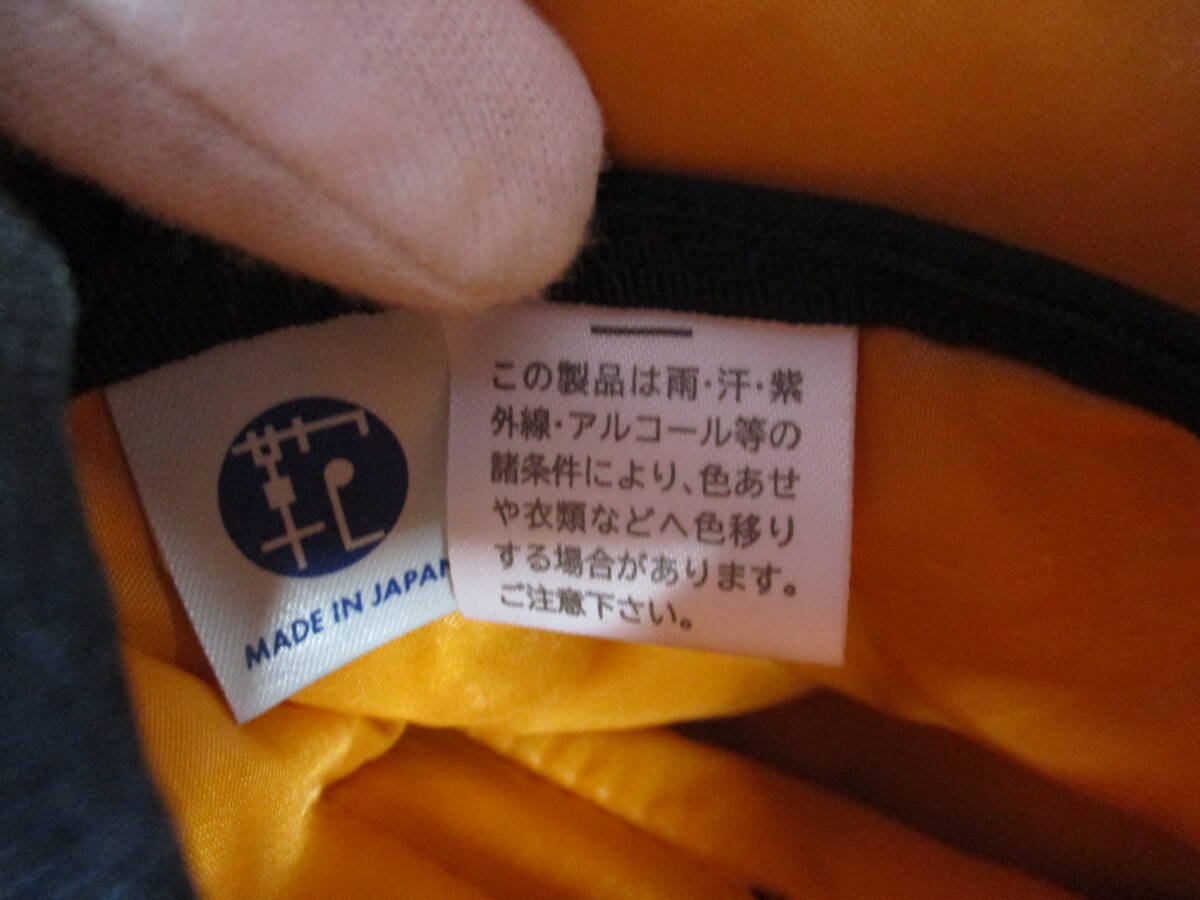 MADE IN JAPAN
この製品は雨・汗・紫
外線・アルコール等の
諸条件により、色あせ
や衣類などへ色移り
する場合があります。
ご注意下さい。